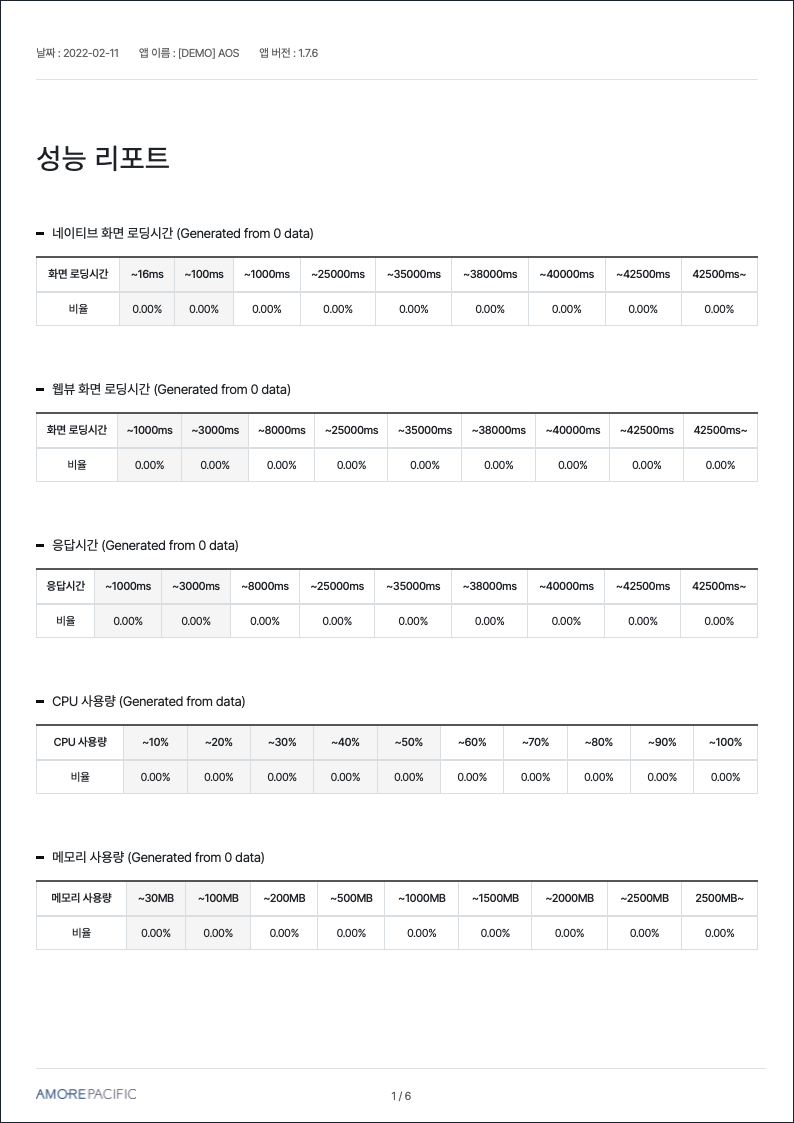 날짜 : 2022-02-11 앱 이름 : [DEMO] AOS 앱 버전 : 1.7.6
성능 리포트
네이티브 화면 로딩시간 (Generated from 0 data)
화면 로딩시간 ~16ms ~100ms ~1000ms ~25000ms ~35000ms ~38000ms ~40000ms ~42500ms 42500ms~
비율 0.00% 0.00% 0.00% 0.00% 0.00% 0.00% 0.00% 0.00% 0.00%
웹뷰 화면 로딩시간 (Generated from 0 data)
화면 로딩시간 ~1000ms ~3000ms ~8000ms ~25000ms ~35000ms ~38000ms ~40000ms ~42500ms 42500ms~
비율 0.00% 0.00% 0.00% 0.00% 0.00% 0.00% 0.00% 0.00% 0.00%
응답시간 (Generated from 0 data)
응답시간 ~1000ms ~3000ms ~8000ms ~25000ms ~35000ms ~38000ms ~40000ms ~42500ms 42500ms~
비율 0.00% 0.00% 0.00% 0.00% 0.00% 0.00% 0.00% 0.00% 0.00%
CPU 사용량 (Generated from data)
CPU 사용량 ~10% ~20% ~30% ~40% ~50% ~60% ~70% ~80% ~90% ~100%
비율 0.00% 0.00% 0.00% 0.00% 0.00% 0.00% 0.00% 0.00% 0.00% 0.00%
메모리 사용량 (Generated from 0 data)
메모리 사용량 ~30MB ~100MB ~200MB ~500MB ~1000MB ~1500MB ~2000MB ~2500MB 2500MB~
비율 0.00% 0.00% 0.00% 0.00% 0.00% 0.00% 0.00% 0.00% 0.00%
AMOREPACIFIC 1 / 6